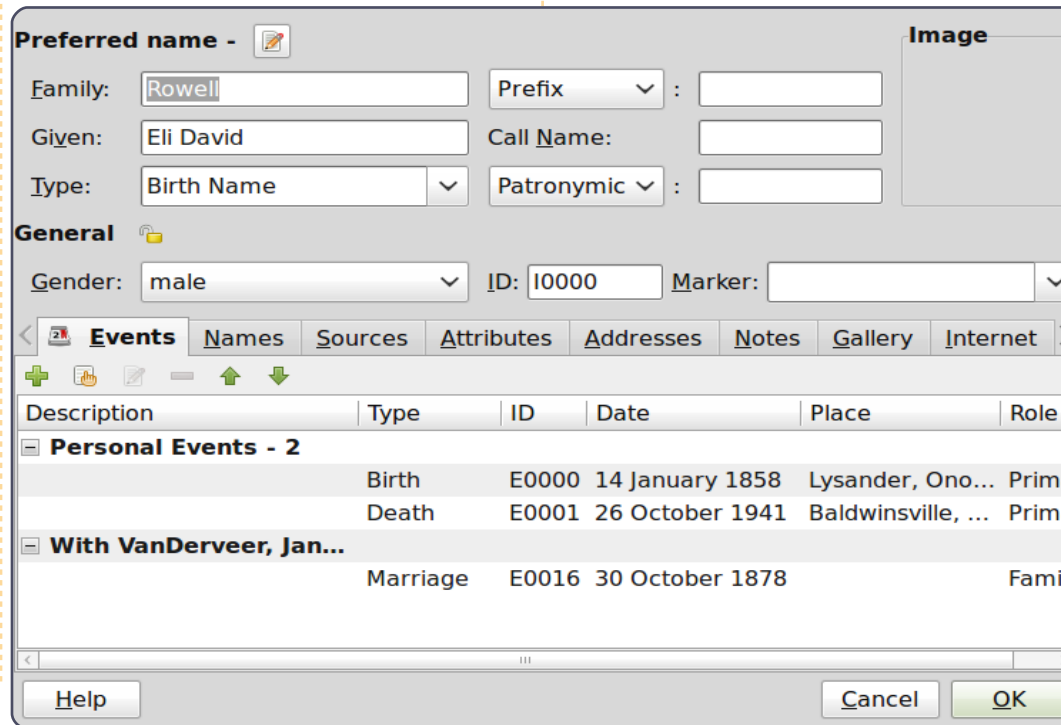 Preferred name -
Image
Family: Rowell Prefix :
Given: Eli David Call Name:
Type: Birth Name Patronymic :
General
Gender: male ID: I0000 Marker:
Events Names Sources Attributes Addresses Notes Gallery Internet
Description Type ID Date Place Role
Personal Events - 2
Birth E0000 14 January 1858 Lysander, Ono... Prim
Death E0001 26 October 1941 Baldwinsville, ... Prim
With VanDerveer, Jan...
Marriage E0016 30 October 1878 Fami
Help Cancel OK